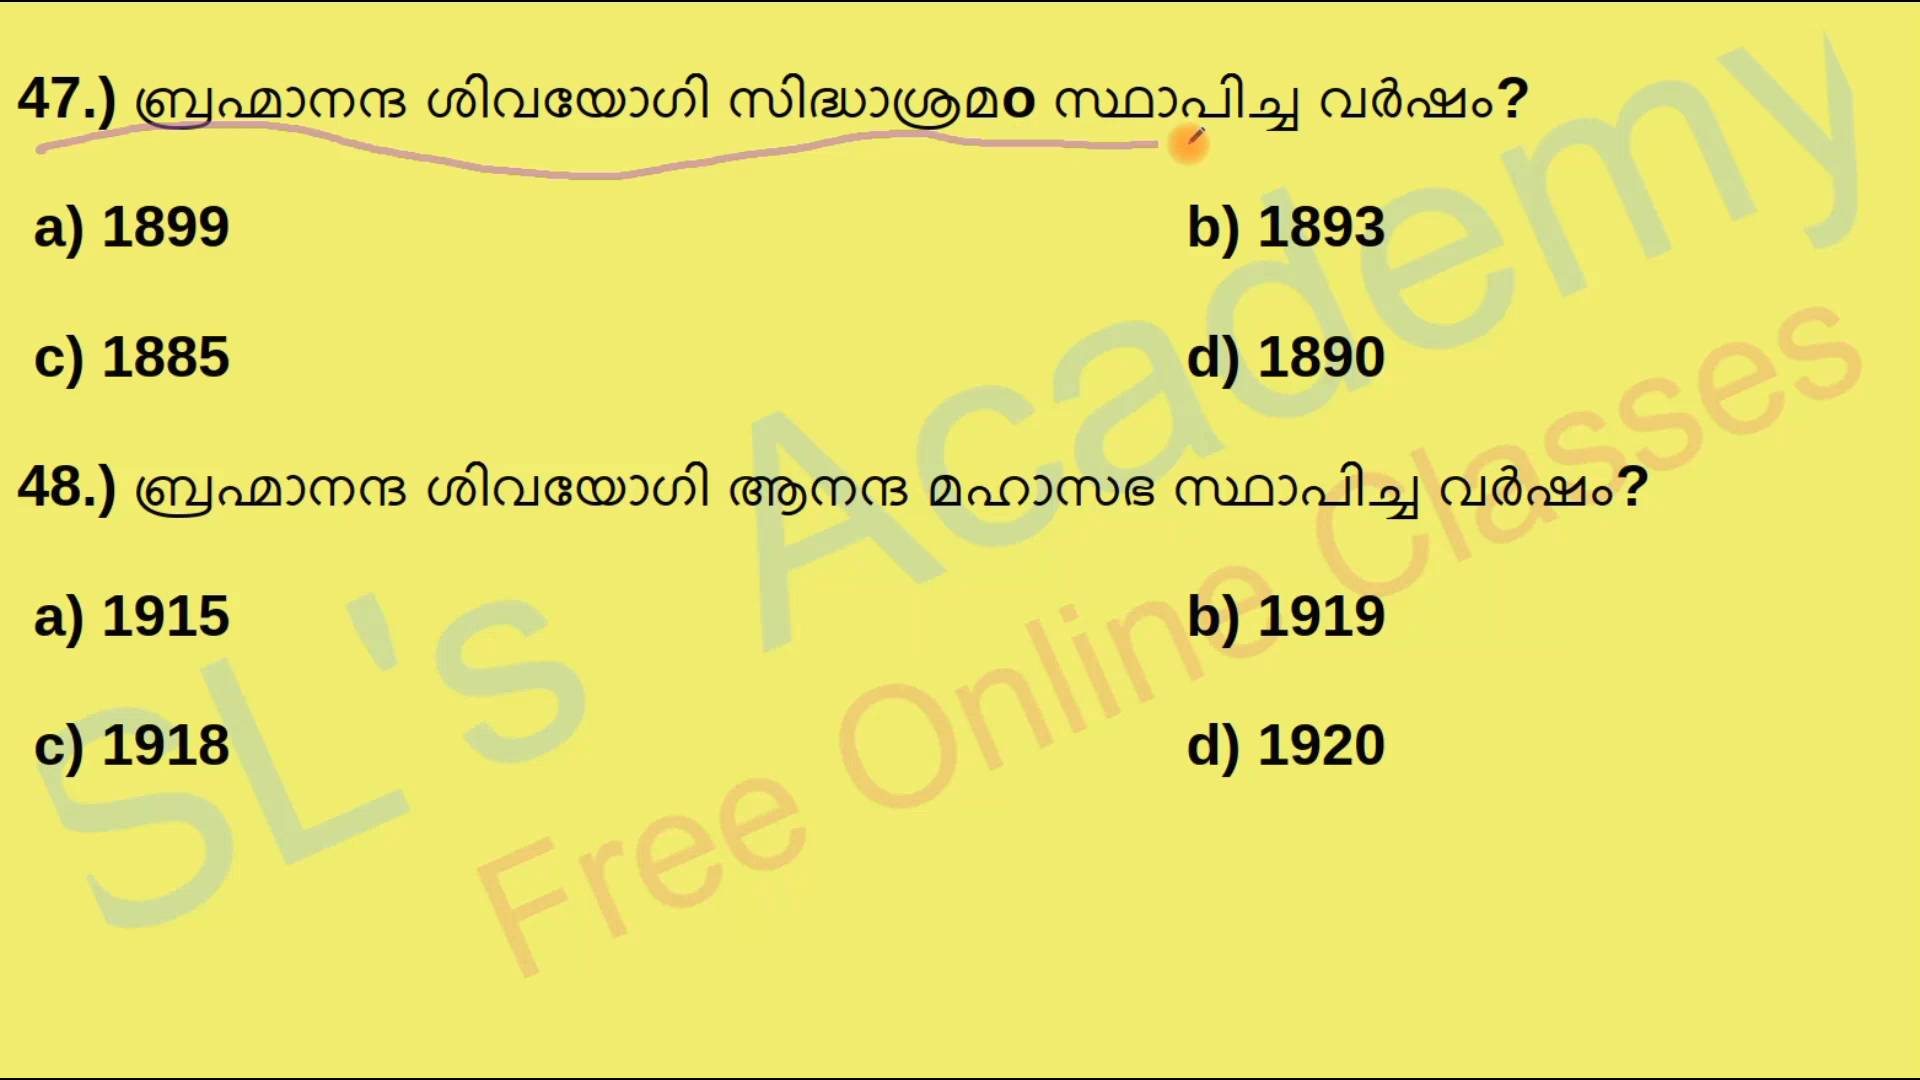 47.) ബ്രഹ്മാനന്ദ ശിവയോഗി സിദ്ധാശ്രമo സ്ഥാപിച്ച വർഷം?
a) 1899 b) 1893
c) 1885 d) 1890
48.) ബ്രഹ്മാനന്ദ ശിവയോഗി ആനന്ദ മഹാസഭ സ്ഥാപിച്ച വർഷം?
a) 1915 b) 1919
c) 1918 d) 1920
SL's Academy
Free Online Classes